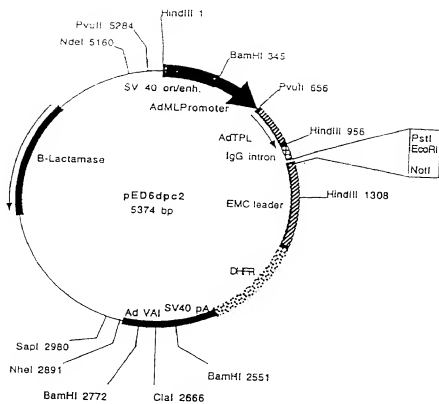 HindIII 1
PvuII 5284
NdeI 5160
SV 40 ori/enh.
BamHI 345
AdMLPromoter
PvuII 656
AdTPL
HindIII 956
IgG intron
PstI
EcoRI
NotI
B-Lactamase
pED6dpc2
5374 bp
EMC leader
HindIII 1308
DHFR
Ad VAI
SV40 pA
SapI 2980
NheI 2891
BamHI 2772
ClaI 2666
BamHI 2551